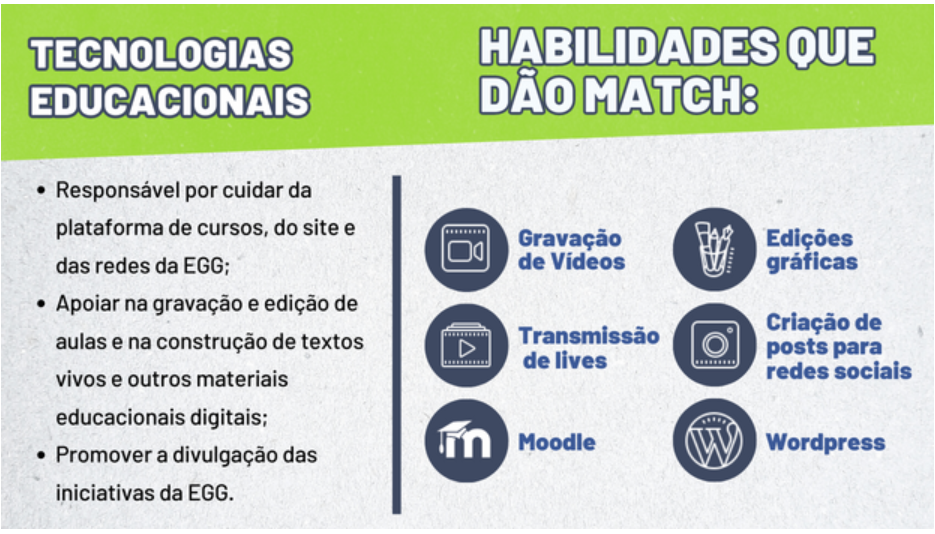 TECNOLOGIAS
EDUCACIONAIS
• Responsável por cuidar da
plataforma de cursos, do site e
das redes da EGG;
• Apoiar na gravação e edição de
aulas e na construção de textos
vivos e outros materiais
educacionais digitais;
• Promover a divulgação das
iniciativas da EGG.
HABILIDADES QUE
DÃO MATCH:
Gravação
de Vídeos
Edições
gráficas
Transmissão
de lives
Criação de
posts para
redes sociais
Moodle
Wordpress